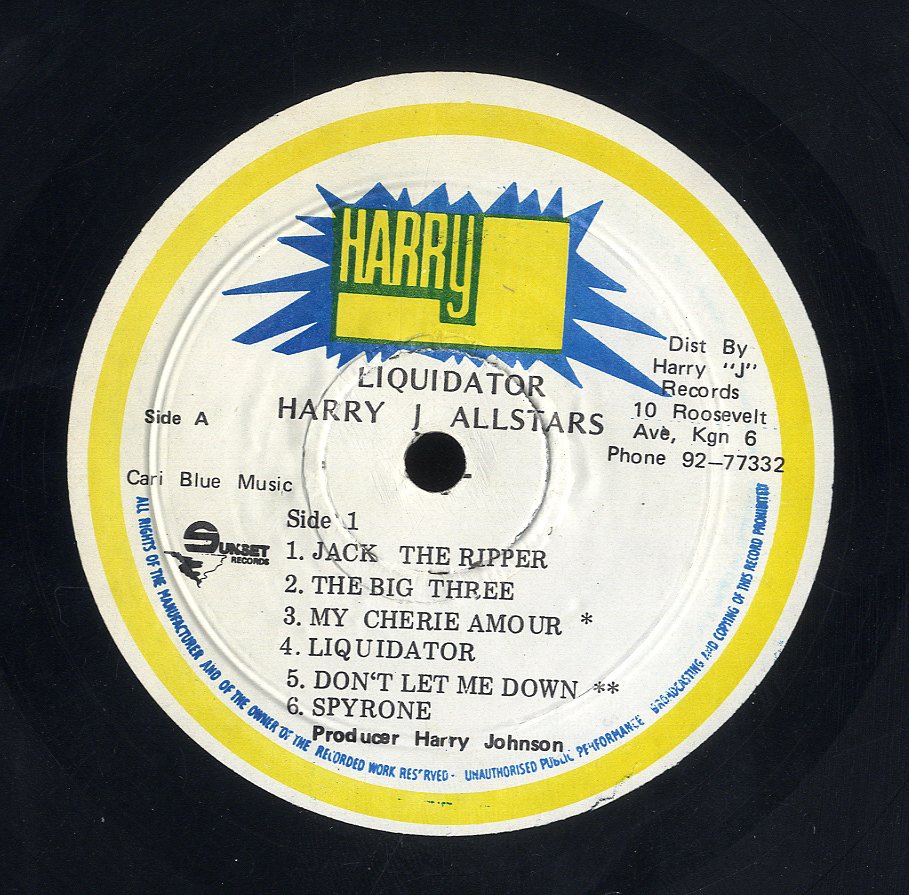 HARRY J
LIQUIDATOR
HARRY J ALLSTARS
Side A
Dist By
Harry "J"
Records
10 Roosevelt
Ave, Kgn 6
Phone 92-77332
Cari Blue Music
SUNSET
RECORDS
Side 1
1. JACK THE RIPPER
2. THE BIG THREE
3. MY CHERIE AMOUR *
4. LIQUIDATOR
5. DON'T LET ME DOWN **
6. SPYRONE
Producer Harry Johnson
ALL RIGHTS OF THE MANUFACTURER AND OF THE OWNER OF THE RECORDED WORK RES'RVED - UNAUTHORISED PUBLIC PERFORMANCE BROADCASTING AND COPYING OF THIS RECORD PROHIBITED